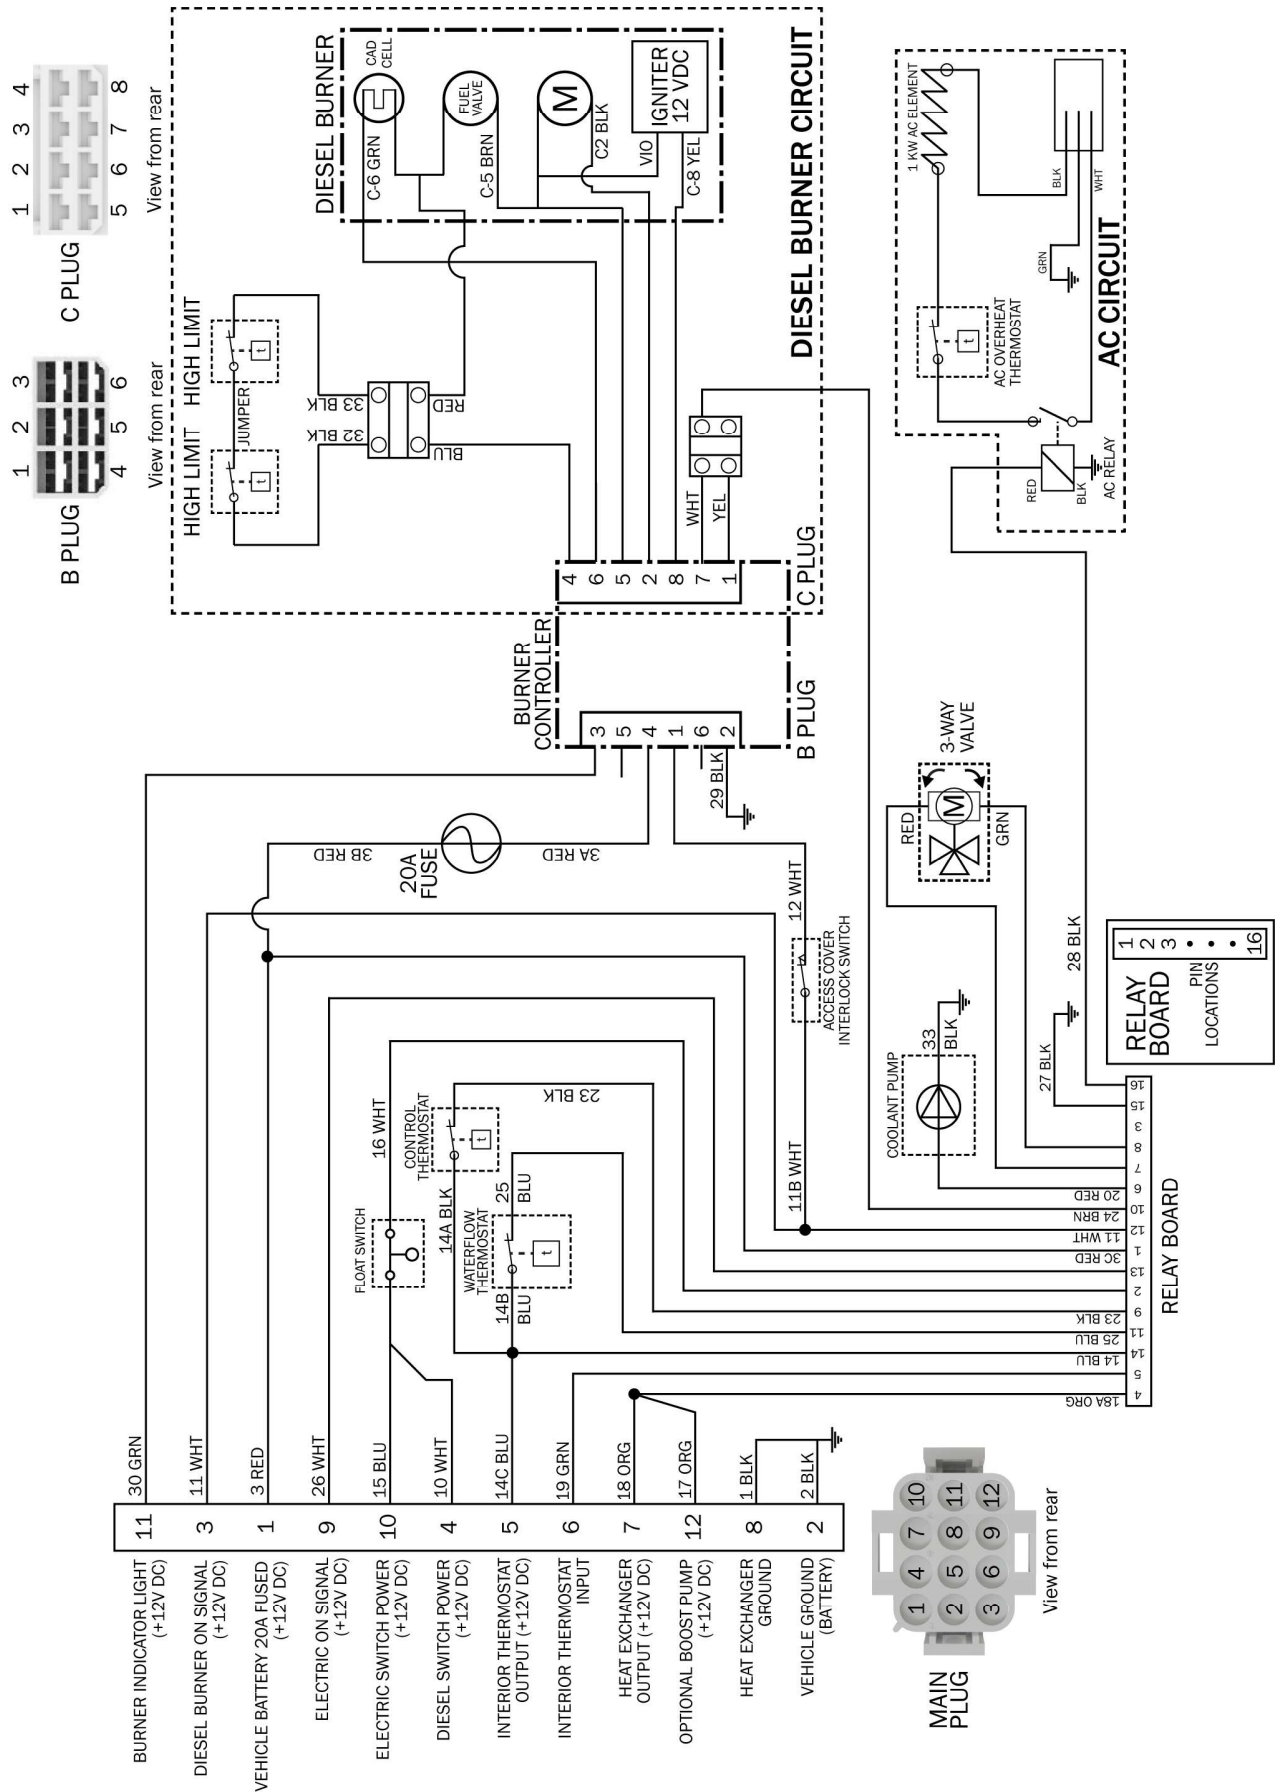 B PLUG
1 2 3
4 5 6
View from rear
C PLUG
1 2 3 4
5 6 7 8
View from rear
HIGH LIMIT
HIGH LIMIT
t
t
JUMPER
32 BLK
33 BLK
BLU
RED
DIESEL BURNER
CAD
CELL
C-6 GRN
FUEL
VALVE
C-5 BRN
M
C2 BLK
IGNITER
12 VDC
VIO
C-8 YEL
DIESEL BURNER CIRCUIT
WHT
YEL
BURNER
CONTROLLER
3
5
4
1
6
2
B PLUG
4
6
5
2
8
7
1
C PLUG
29 BLK
3B RED
20A
FUSE
3A RED
12 WHT
ACCESS COVER
INTERLOCK SWITCH
11B WHT
16 WHT
FLOAT SWITCH
CONTROL
THERMOSTAT
t
14A BLK
23 BLK
WATERFLOW
THERMOSTAT
t
14B
BLU
25
BLU
BURNER INDICATOR LIGHT
(+12V DC)
11
30 GRN
DIESEL BURNER ON SIGNAL
(+12V DC)
3
11 WHT
VEHICLE BATTERY 20A FUSED
(+12V DC)
1
3 RED
ELECTRIC ON SIGNAL
(+12V DC)
9
26 WHT
ELECTRIC SWITCH POWER
(+12V DC)
10
15 BLU
DIESEL SWITCH POWER
(+12V DC)
4
10 WHT
INTERIOR THERMOSTAT
OUTPUT (+12V DC)
5
14C BLU
INTERIOR THERMOSTAT
INPUT
6
19 GRN
HEAT EXCHANGER
OUTPUT (+12V DC)
7
18 ORG
OPTIONAL BOOST PUMP
(+12V DC)
12
17 ORG
HEAT EXCHANGER
GROUND
8
1 BLK
VEHICLE GROUND
(BATTERY)
2
2 BLK
MAIN
PLUG
1 4 7 10
2 5 8 11
3 6 9 12
View from rear
COOLANT PUMP
33
BLK
3-WAY
VALVE
M
RED
GRN
27 BLK
28 BLK
18A ORG
14 BLU
25 BLU
23 BLK
3C RED
11 WHT
24 BRN
20 RED
4 5 14 11 9 2 13 1 12 10 6 7 8 3 15 16
RELAY BOARD
RELAY
BOARD
PIN
LOCATIONS
1
2
3
•
•
•
16
1 KW AC ELEMENT
AC OVERHEAT
THERMOSTAT
t
BLK
WHT
GRN
RED
BLK
AC RELAY
AC CIRCUIT